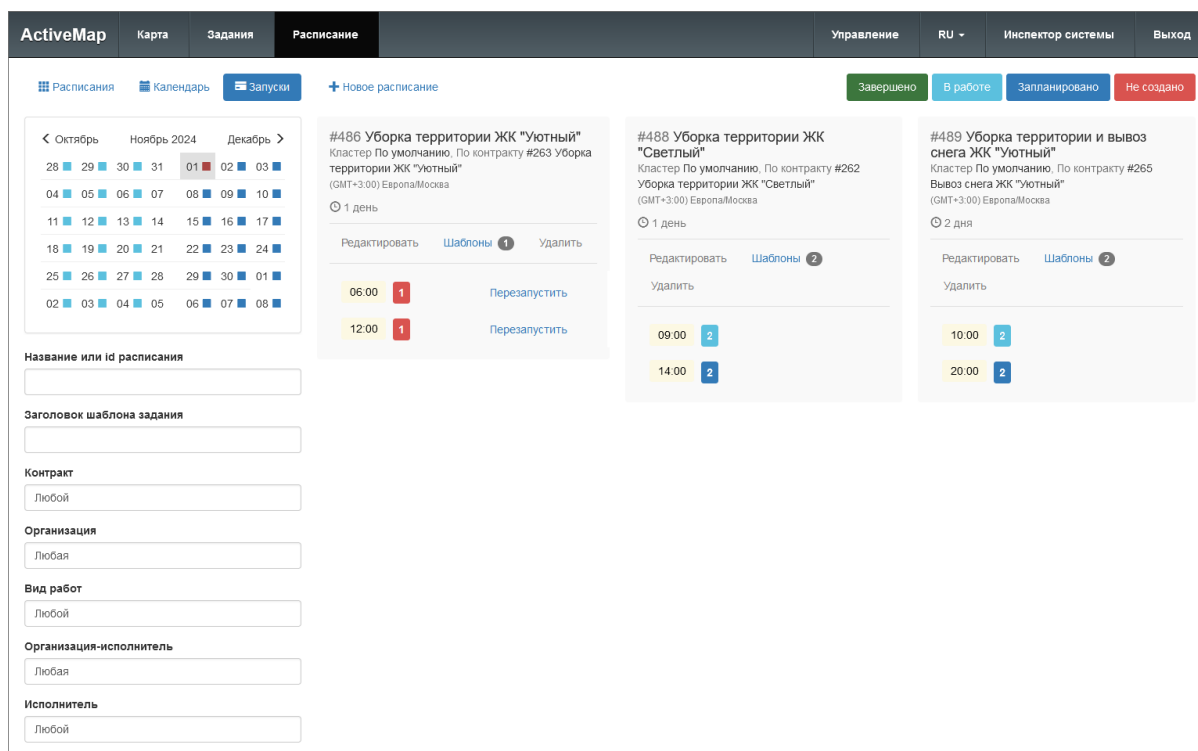 ActiveMap Карта Задания Расписание Управление RU Инспектор системы Выход
Расписания Календарь Запуски Новое расписание Завершено В работе Запланировано Не создано
Октябрь Ноябрь 2024 Декабрь
28 29 30 31 01 02 03
04 05 06 07 08 09 10
11 12 13 14 15 16 17
18 19 20 21 22 23 24
25 26 27 28 29 30 01
02 03 04 05 06 07 08
Название или id расписания
Заголовок шаблона задания
Контракт
Любой
Организация
Любая
Вид работ
Любой
Организация-исполнитель
Любая
Исполнитель
Любой
#486 Уборка территории ЖК "Уютный"
Кластер По умолчанию, По контракту #263 Уборка
территории ЖК "Уютный"
(GMT+3:00) Европа/Москва
1 день
Редактировать Шаблоны 1 Удалить
06:00 1 Перезапустить
12:00 1 Перезапустить
#488 Уборка территории ЖК
"Светлый"
Кластер По умолчанию, По контракту #262
Уборка территории ЖК "Светлый"
(GMT+3:00) Европа/Москва
1 день
Редактировать Шаблоны 2
Удалить
09:00 2
14:00 2
#489 Уборка территории и вывоз
снега ЖК "Уютный"
Кластер По умолчанию, По контракту #265
Вывоз снега ЖК "Уютный"
(GMT+3:00) Европа/Москва
2 дня
Редактировать Шаблоны 2
Удалить
10:00 2
20:00 2